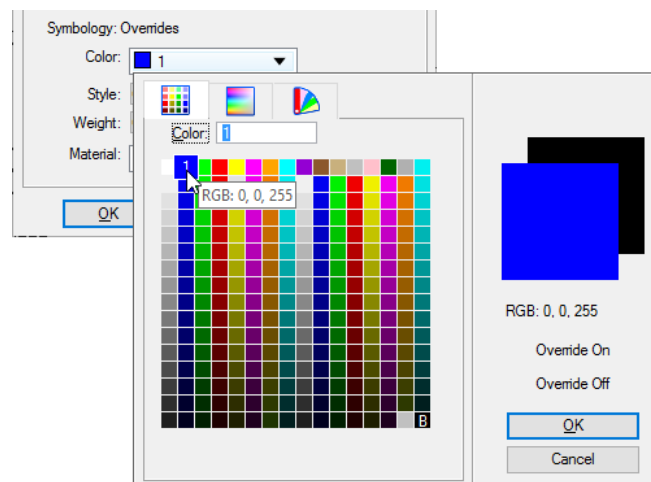 Symbology: Overrides
Color: 1
Style:
Weight:
Material:
OK
Color: 1
1
RGB: 0, 0, 255
B
RGB: 0, 0, 255
Override On
Override Off
OK
Cancel